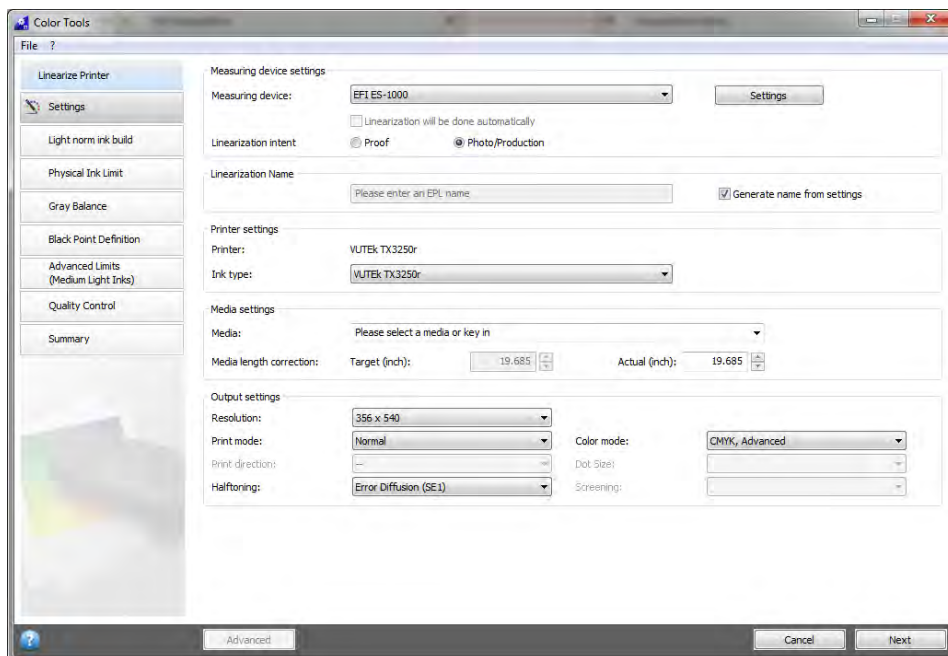 Color Tools
File ?
Linearize Printer
Settings
Light norm ink build
Physical Ink Limit
Gray Balance
Black Point Definition
Advanced Limits
(Medium Light Inks)
Quality Control
Summary
Measuring device settings
Measuring device: EFI ES-1000 Settings
Linearization will be done automatically
Linearization intent Proof Photo/Production
Linearization Name
Please enter an EPL name Generate name from settings
Printer settings
Printer: VUTEk TX3250r
Ink type: VUTEk TX3250r
Media settings
Media: Please select a media or key in
Media length correction: Target (inch): 19.685 Actual (inch): 19.685
Output settings
Resolution: 356 x 540
Print mode: Normal Color mode: CMYK, Advanced
Print direction: -- Dot Size:
Halftoning: Error Diffusion (SE1) Screening:
? Advanced Cancel Next